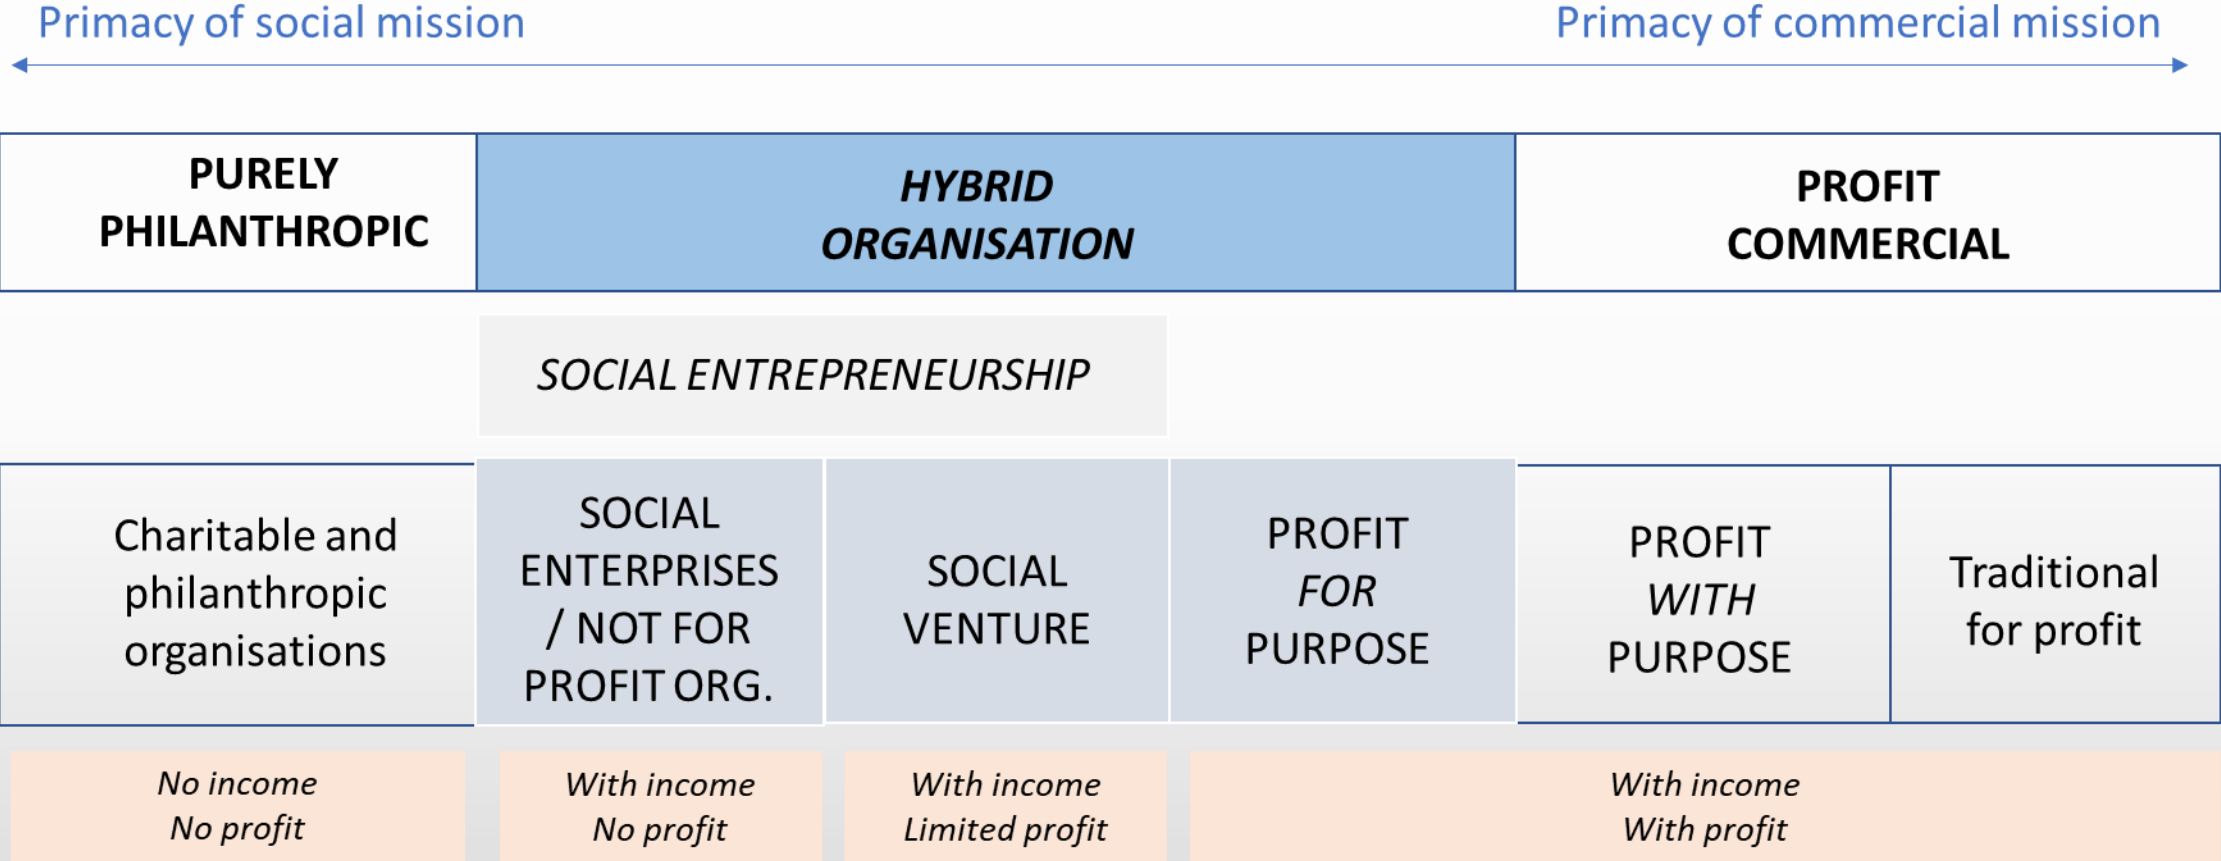 Primacy of social mission
Primacy of commercial mission
PURELY
PHILANTHROPIC
HYBRID
ORGANISATION
PROFIT
COMMERCIAL
SOCIAL ENTREPRENEURSHIP
Charitable and
philanthropic
organisations
SOCIAL
ENTERPRISES
/ NOT FOR
PROFIT ORG.
SOCIAL
VENTURE
PROFIT
FOR
PURPOSE
PROFIT
WITH
PURPOSE
Traditional
for profit
No income
No profit
With income
No profit
With income
Limited profit
With income
With profit